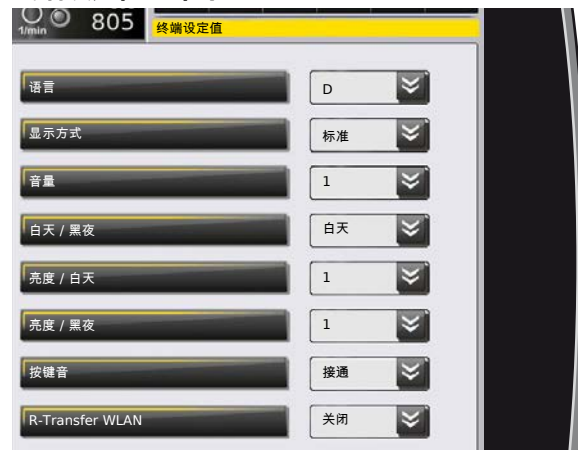 1/min 805
终端设定值
语言 D
显示方式 标准
音量 1
白天 / 黑夜 白天
亮度 / 白天 1
亮度 / 黑夜 1
按键音 接通
R-Transfer WLAN 关闭